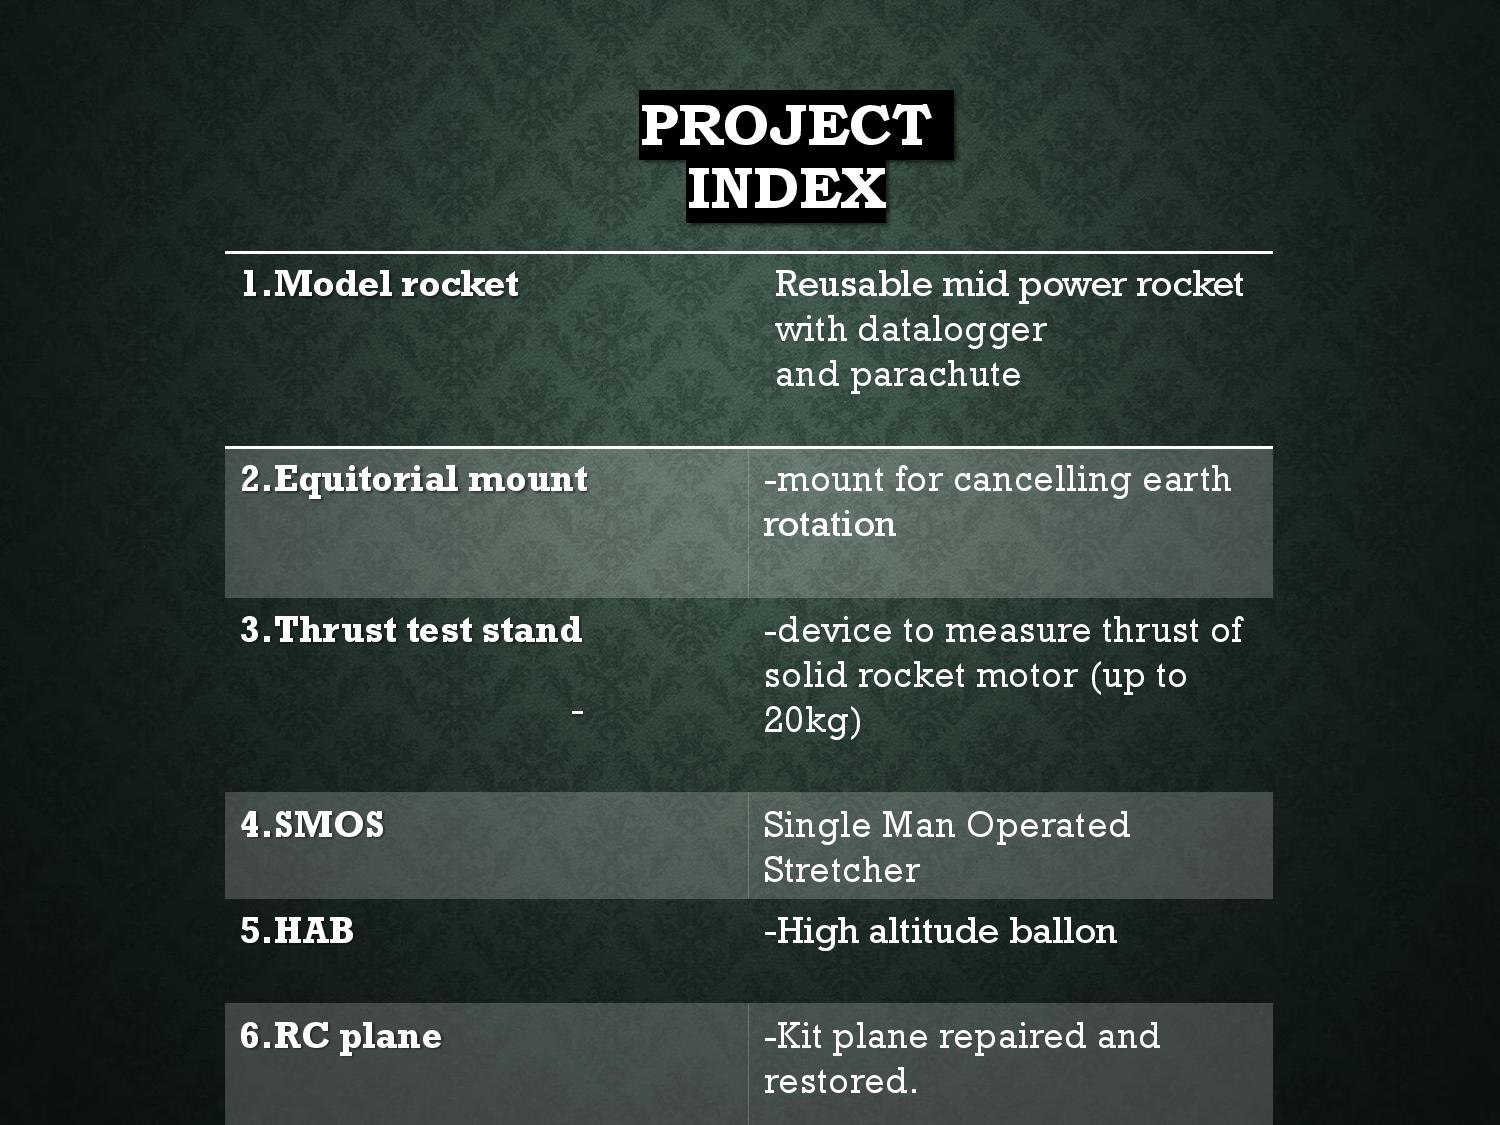 PROJECT
INDEX
1.Model rocket
Reusable mid power rocket
with datalogger
and parachute
2.Equitorial mount
-mount for cancelling earth
rotation
3.Thrust test stand
-
-device to measure thrust of
solid rocket motor (up to
20kg)
4.SMOS
Single Man Operated
Stretcher
5.HAB
-High altitude ballon
6.RC plane
-Kit plane repaired and
restored.